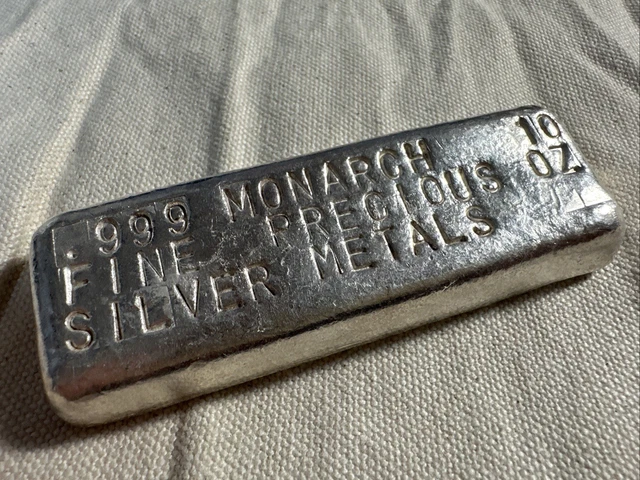 .999 MONARCH 10
FINE PRECIOUS OZ
SILVER METALS